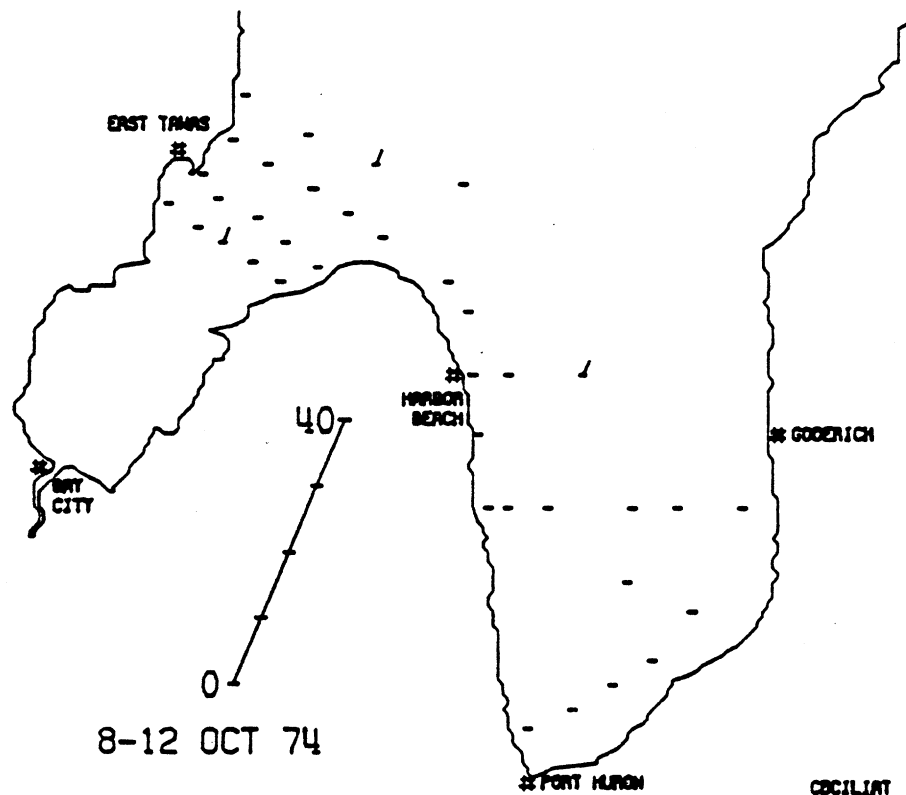 EAST TAWAS
40
HARBOR
BEACH
GODERICH
BAY
CITY
0
8-12 OCT 74
PORT HURON
CBCILIAT